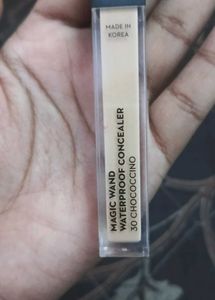 MADE IN
KOREA
MAGIC WAND
WATERPROOF CONCEALER
30 CHOCOCCINO